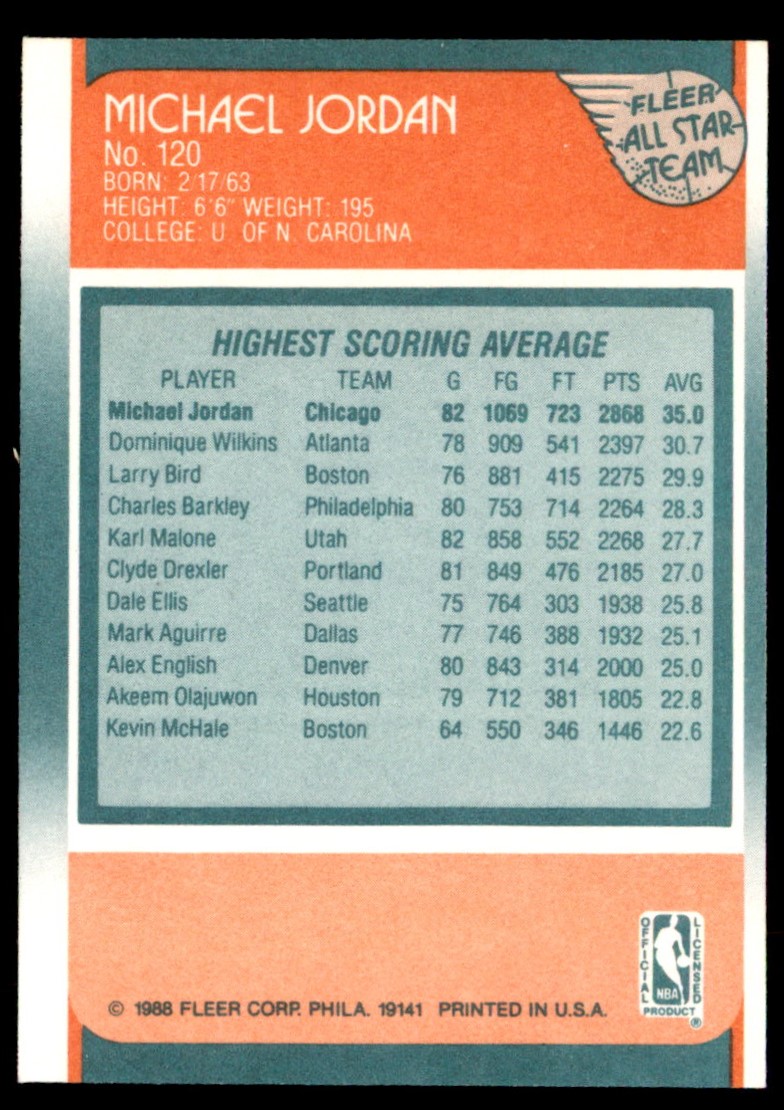 MICHAEL JORDAN
No. 120
BORN: 2/17/63
HEIGHT: 6'6" WEIGHT: 195
COLLEGE: U. OF N. CAROLINA
FLEER
ALL STAR
TEAM
HIGHEST SCORING AVERAGE
PLAYER TEAM G FG FT PTS AVG
Michael Jordan Chicago 82 1069 723 2868 35.0
Dominique Wilkins Atlanta 78 909 541 2397 30.7
Larry Bird Boston 76 881 415 2275 29.9
Charles Barkley Philadelphia 80 753 714 2264 28.3
Karl Malone Utah 82 858 552 2268 27.7
Clyde Drexler Portland 81 849 476 2185 27.0
Dale Ellis Seattle 75 764 303 1938 25.8
Mark Aguirre Dallas 77 746 388 1932 25.1
Alex English Denver 80 843 314 2000 25.0
Akeem Olajuwon Houston 79 712 381 1805 22.8
Kevin McHale Boston 64 550 346 1446 22.6
OFFICIAL
LICENSED
NBA
PRODUCT
®
© 1988 FLEER CORP. PHILA. 19141 PRINTED IN U.S.A.